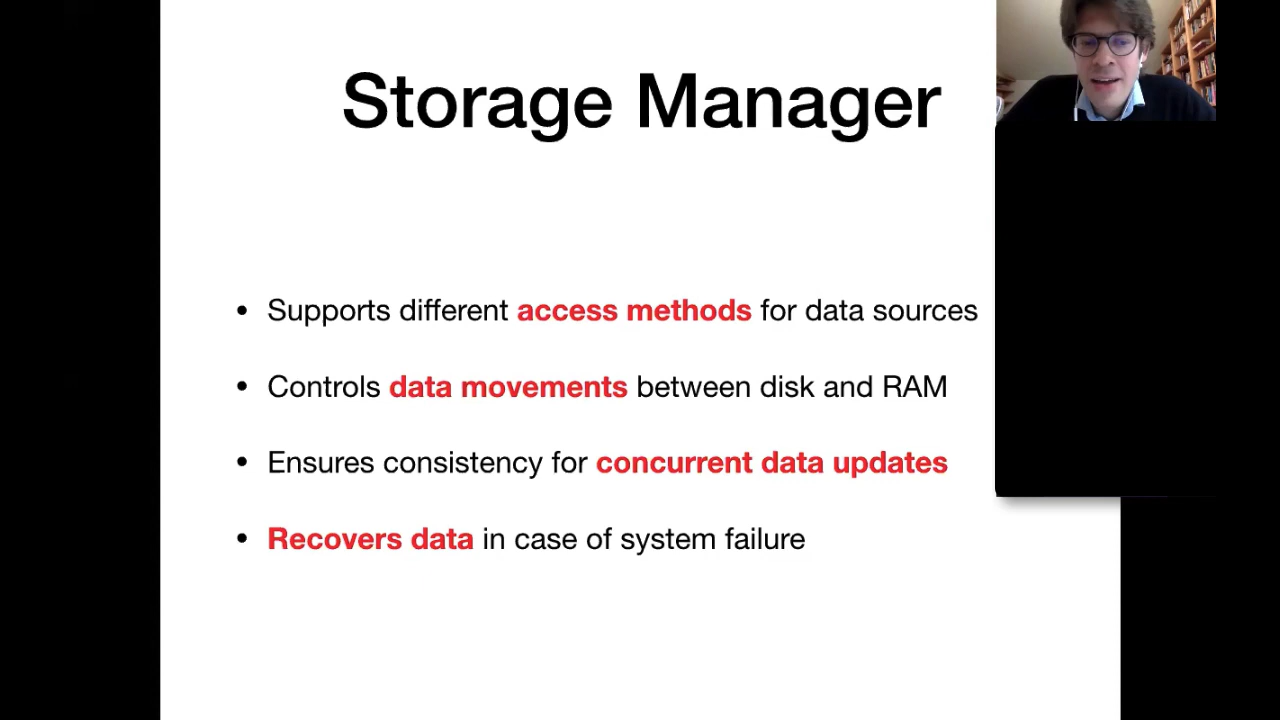 Storage Manager
• Supports different access methods for data sources
• Controls data movements between disk and RAM
• Ensures consistency for concurrent data updates
• Recovers data in case of system failure